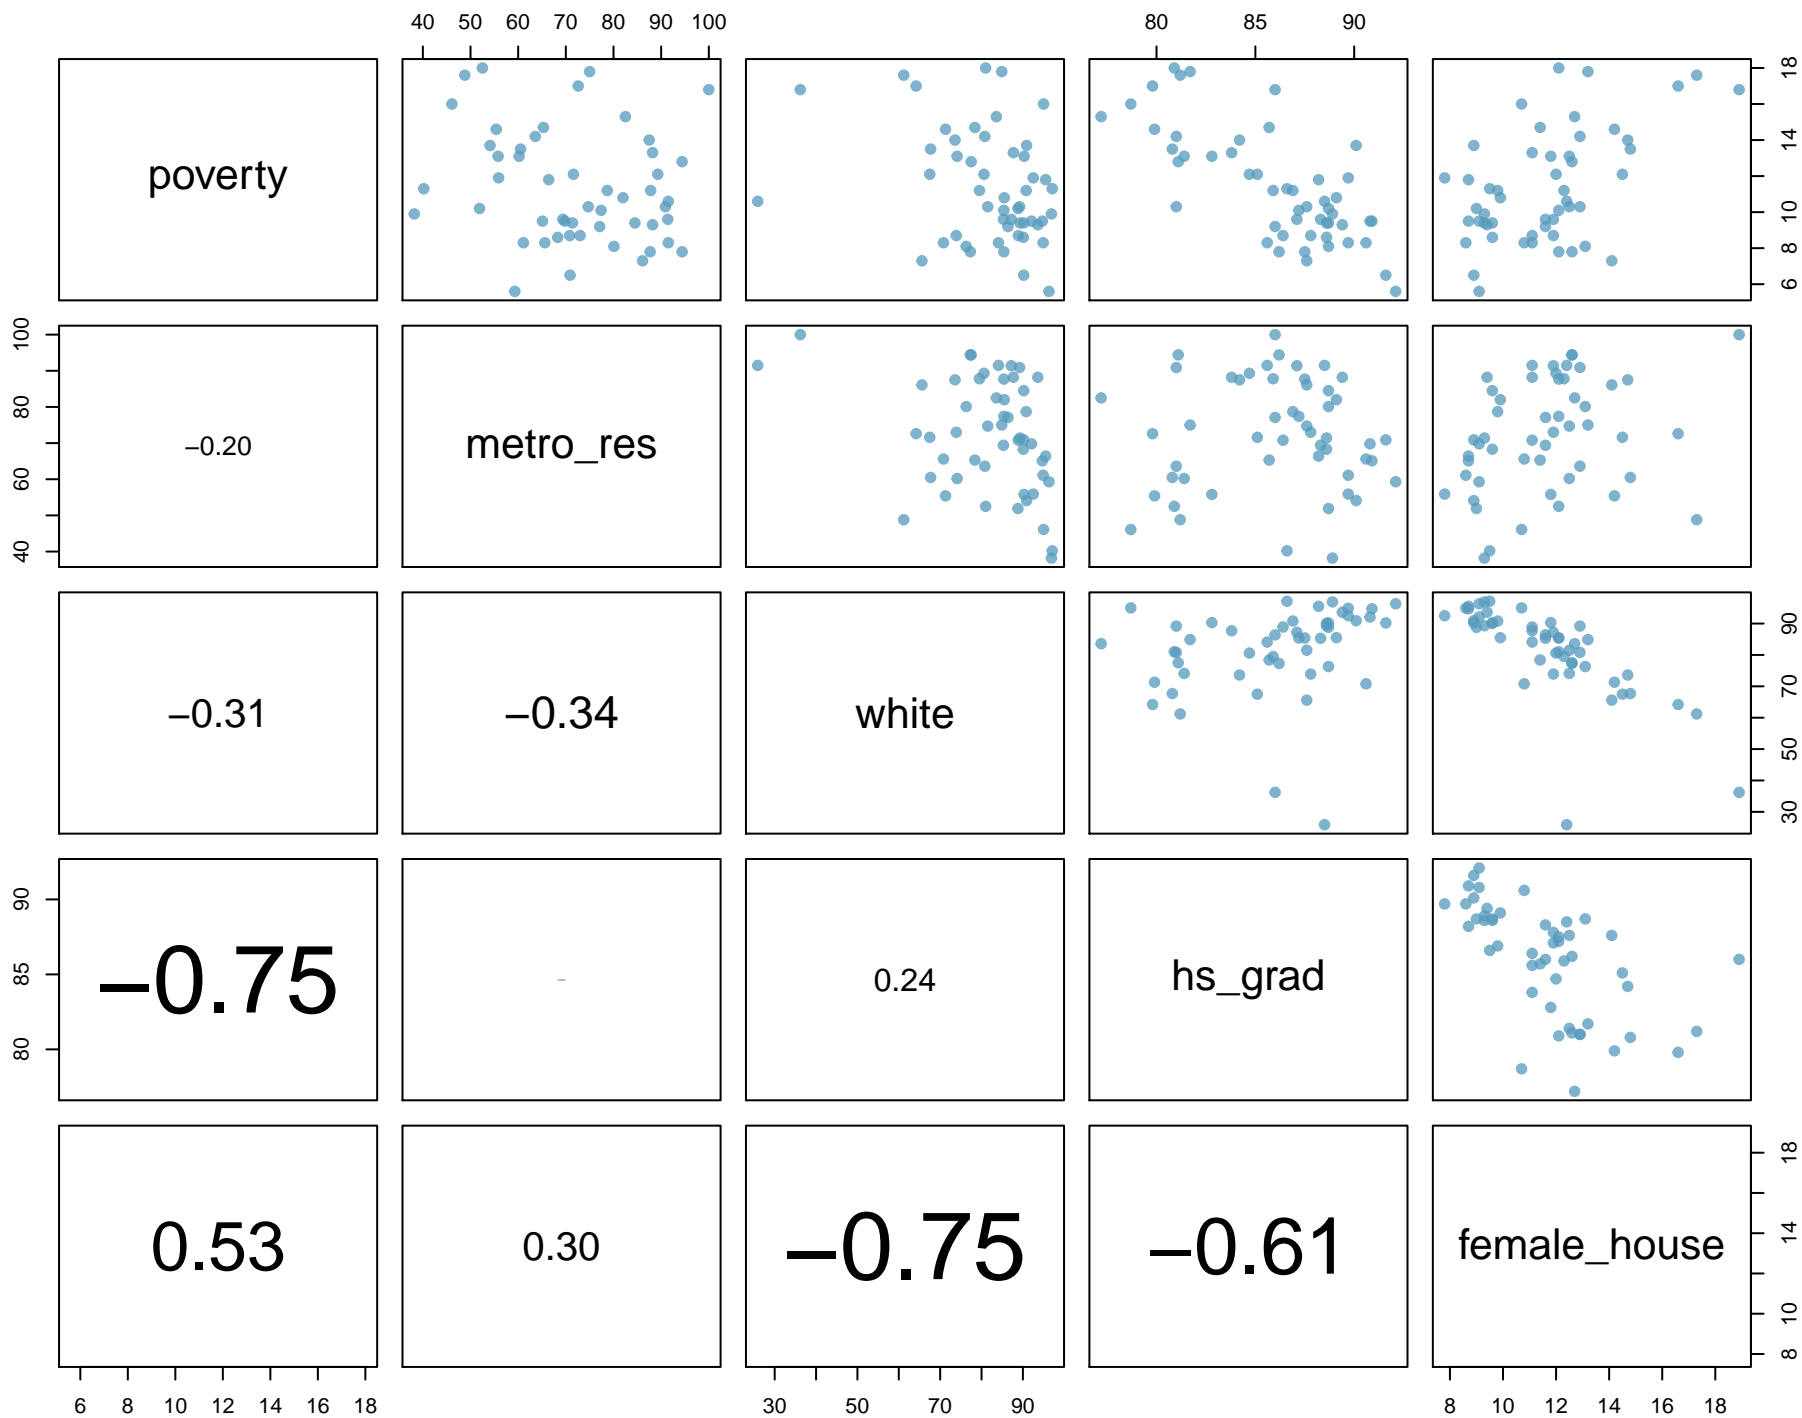 40 50 60 70 80 90 100 80 85 90
poverty
6 8 10 14 18
40 60 80 100
−0.20
metro_res
−0.31
−0.34
white
30 50 70 90
80 85 90
−0.75
0.24
hs_grad
0.53
0.30
−0.75
−0.61
female_house
8 10 14 18
6 8 10 12 14 16 18 30 50 70 90 8 10 12 14 16 18